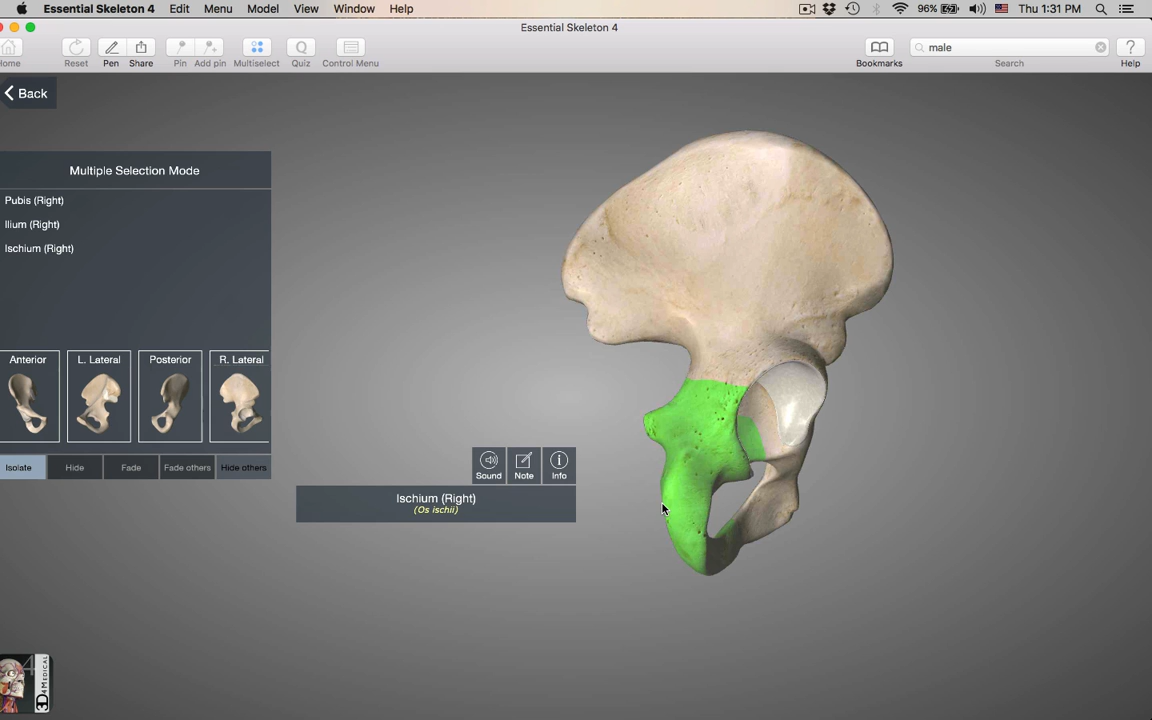 Essential Skeleton 4 Edit Menu Model View Window Help 96% Thu 1:31 PM
Essential Skeleton 4
male
Home Reset Pen Share Pin Add pin Multiselect Q Quiz Control Menu Bookmarks Search ? Help
Back
Multiple Selection Mode
Pubis (Right)
Ilium (Right)
Ischium (Right)
Anterior L. Lateral Posterior R. Lateral
Isolate Hide Fade Fade others Hide others
Sound Note Info
Ischium (Right)
(Os ischii)
4
3D4MEDICAL